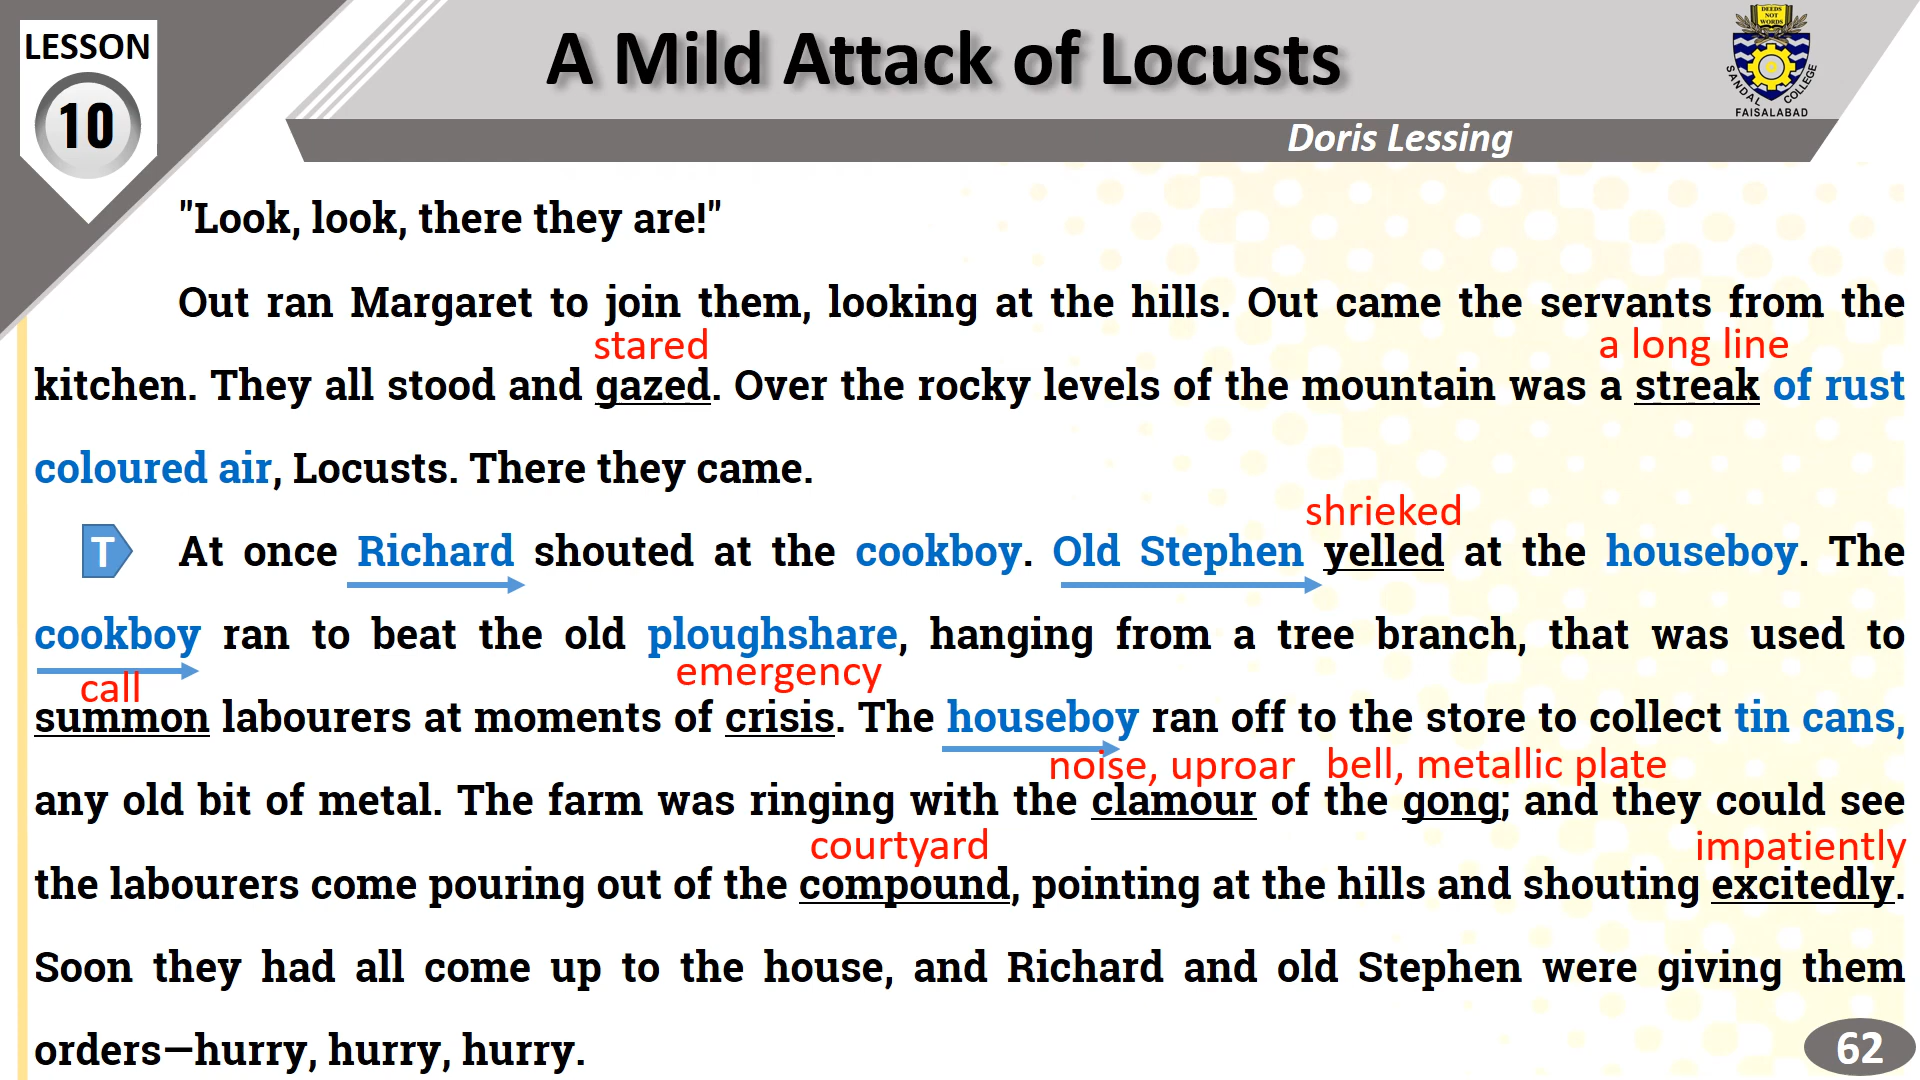 LESSON
10
A Mild Attack of Locusts
DEEDS
NOT
WORDS
SANDAL COLLEGE
FAISALABAD
Doris Lessing
"Look, look, there they are!"
Out ran Margaret to join them, looking at the hills. Out came the servants from the
stared a long line
kitchen. They all stood and gazed. Over the rocky levels of the mountain was a streak of rust
coloured air, Locusts. There they came.
shrieked
T At once Richard shouted at the cookboy. Old Stephen yelled at the houseboy. The
cookboy ran to beat the old ploughshare, hanging from a tree branch, that was used to
call emergency
summon labourers at moments of crisis. The houseboy ran off to the store to collect tin cans,
noise, uproar bell, metallic plate
any old bit of metal. The farm was ringing with the clamour of the gong; and they could see
courtyard impatiently
the labourers come pouring out of the compound, pointing at the hills and shouting excitedly.
Soon they had all come up to the house, and Richard and old Stephen were giving them
orders—hurry, hurry, hurry.
62